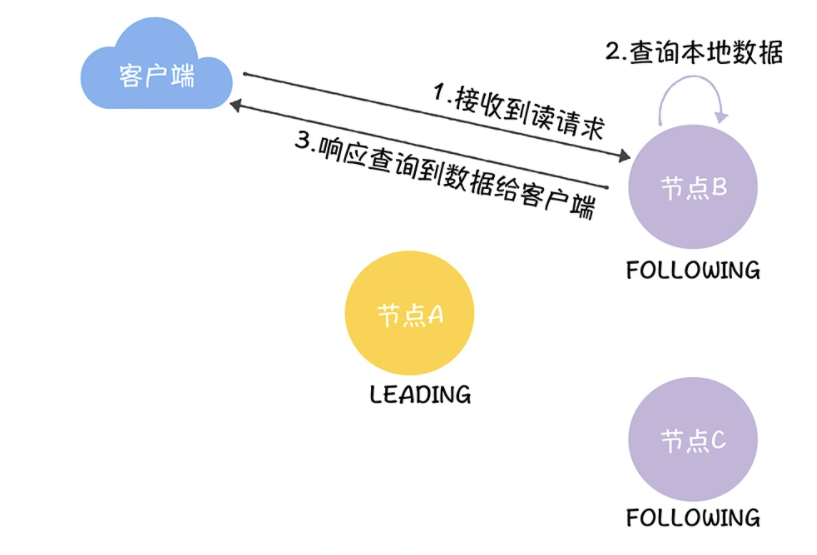 2.查询本地数据
客户端
1.接收到读请求
3.响应查询到数据给客户端
节点B
FOLLOWING
节点A
LEADING
节点C
FOLLOWING